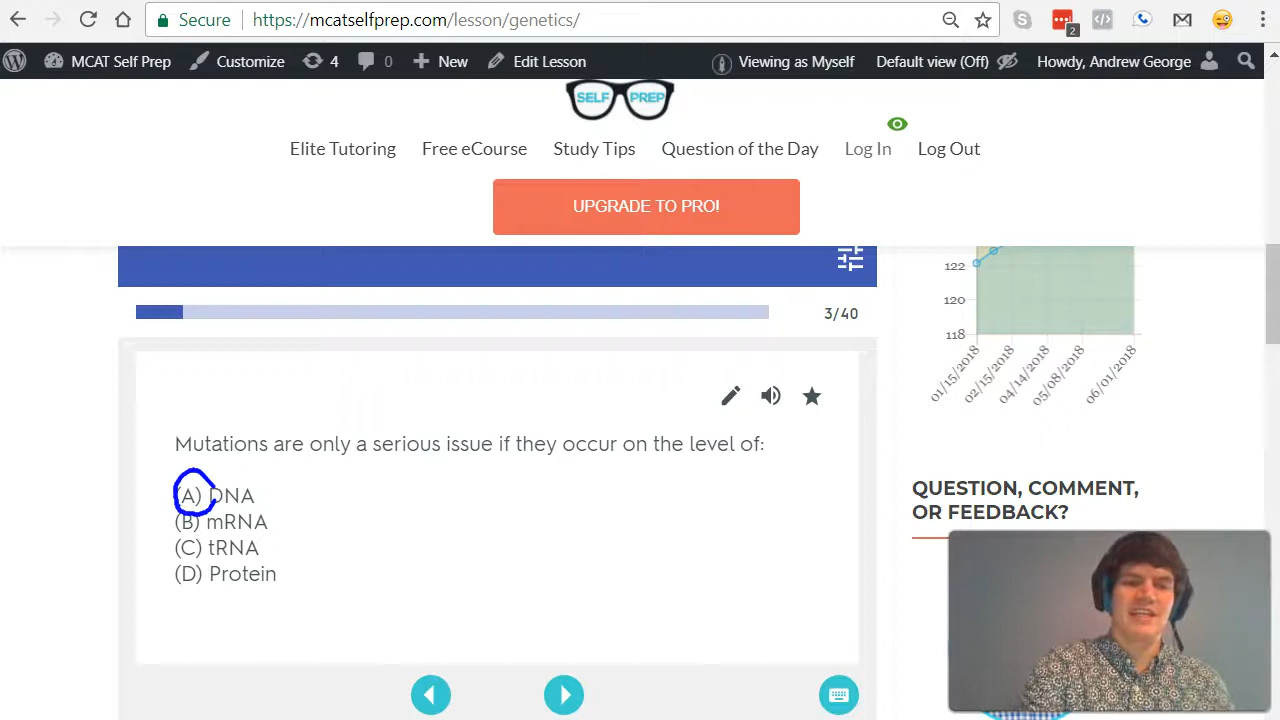 Secure
https://mcatselfprep.com/lesson/genetics/
2
MCAT Self Prep
Customize
4
0
New
Edit Lesson
Viewing as Myself
Default view (Off)
Howdy, Andrew George
SELF PREP
Elite Tutoring
Free eCourse
Study Tips
Question of the Day
Log In
Log Out
UPGRADE TO PRO!
3/40
Mutations are only a serious issue if they occur on the level of:
(A) DNA
(B) mRNA
(C) tRNA
(D) Protein
122
120
118
01/15/2018
02/15/2018
04/14/2018
05/08/2018
06/01/2018
QUESTION, COMMENT,
OR FEEDBACK?